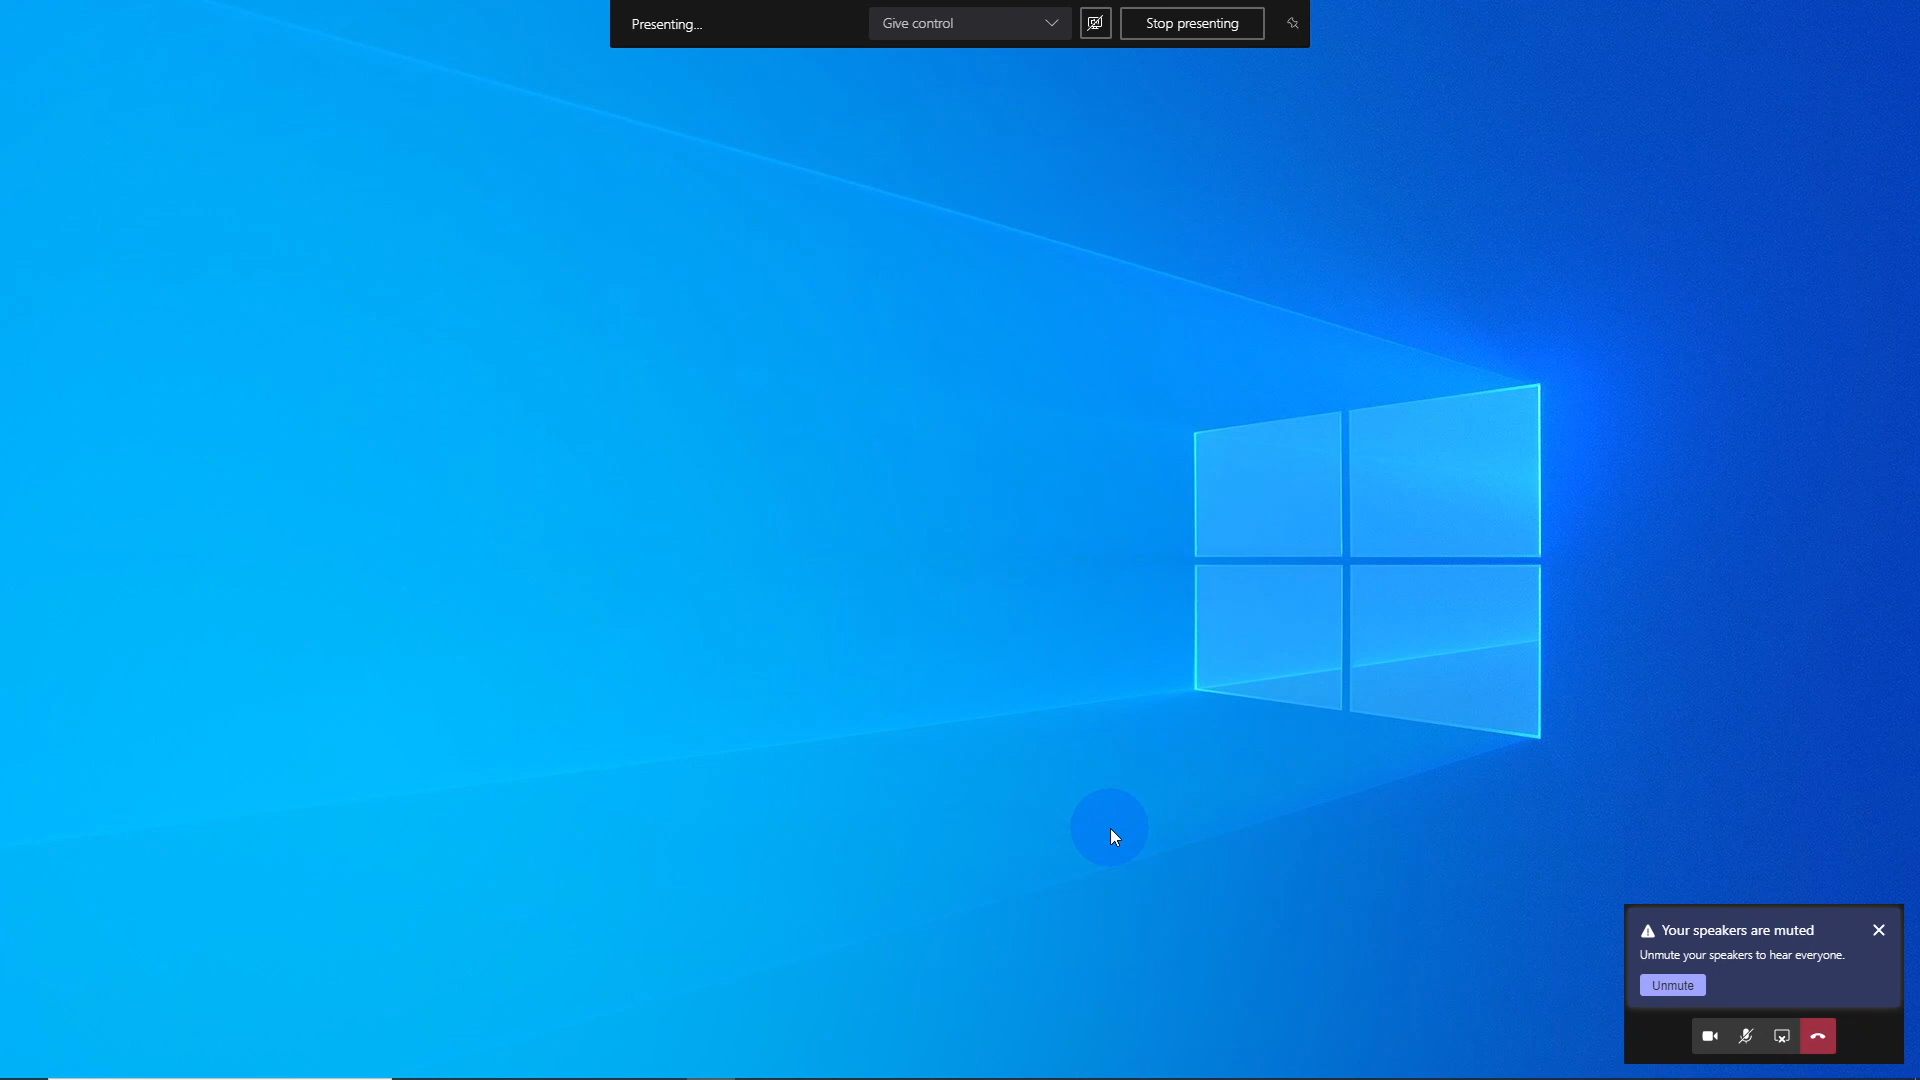 Presenting...
Give control
Stop presenting
Your speakers are muted
Unmute your speakers to hear everyone.
Unmute